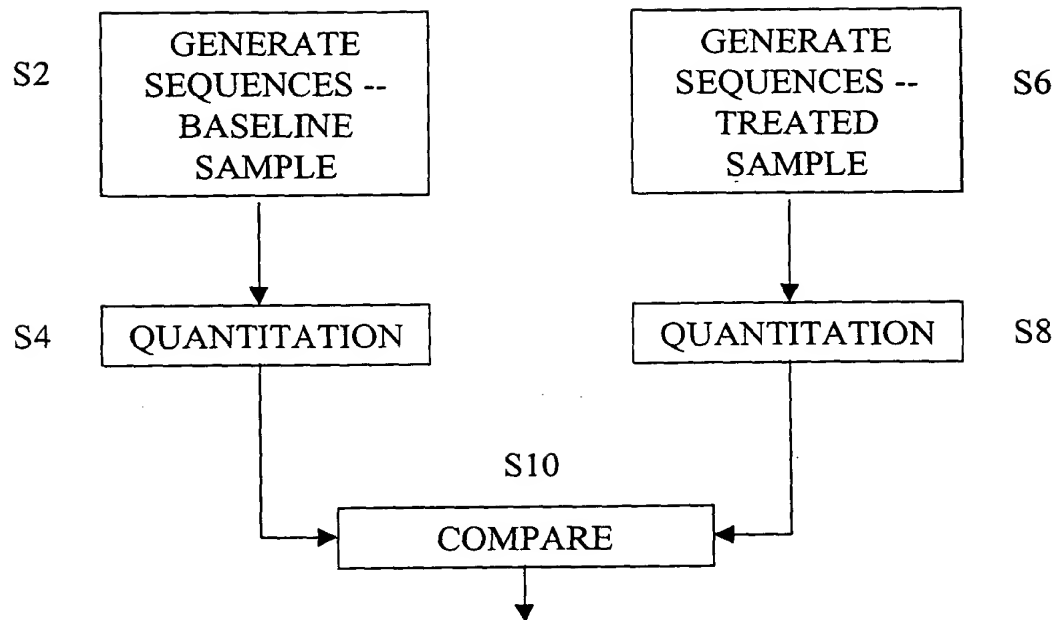 S2
GENERATE
SEQUENCES --
BASELINE
SAMPLE
GENERATE
SEQUENCES --
TREATED
SAMPLE
S6
S4
QUANTITATION
QUANTITATION
S8
S10
COMPARE